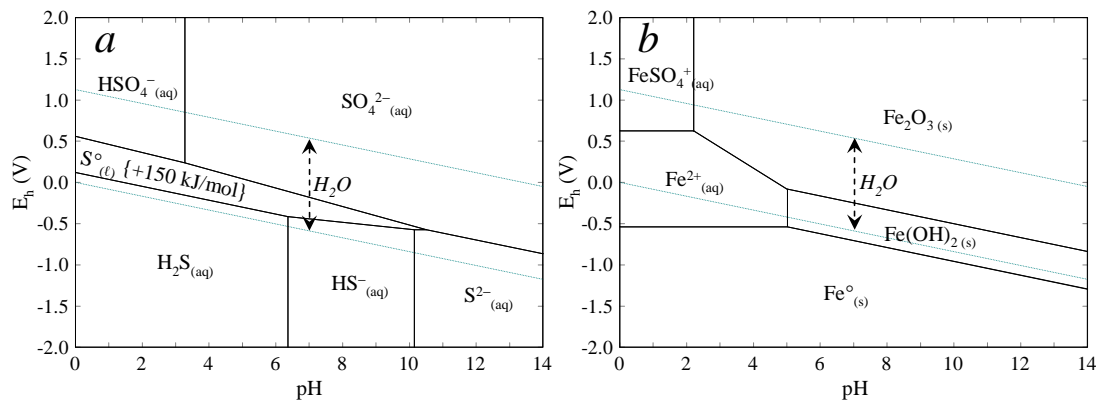 a
2.0
1.5
1.0
0.5
0.0
-0.5
-1.0
-1.5
-2.0
E_h (V)
HSO₄⁻(aq)
SO₄²⁻(aq)
S°(ℓ) {+150 kJ/mol}
H₂O
H₂S(aq)
HS⁻(aq)
S²⁻(aq)
0 2 4 6 8 10 12 14
pH
b
2.0
1.5
1.0
0.5
0.0
-0.5
-1.0
-1.5
-2.0
E_h (V)
FeSO₄⁺(aq)
Fe₂O₃ (s)
Fe²⁺(aq)
H₂O
Fe(OH)₂ (s)
Fe°(s)
0 2 4 6 8 10 12 14
pH